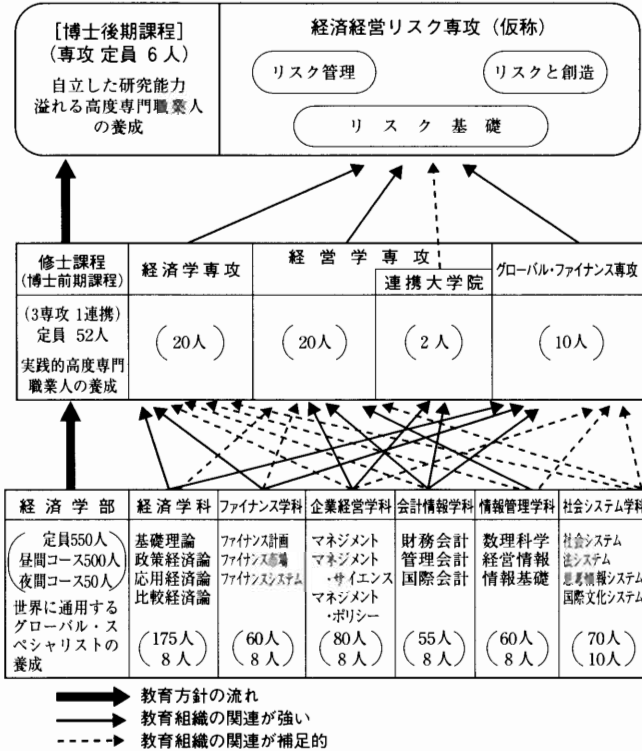 [博士後期課程]
(専攻 定員 6人)
自立した研究能力
溢れる高度専門職業人
の養成
経済経営リスク専攻(仮称)
リスク管理
リスクと創造
リスク基礎
修士課程
(博士前期課程)
(3専攻 1連携)
定員 52人
実践的高度専門
職業人の養成
経済学専攻
(20人)
経営学専攻
(20人)
連携大学院
(2人)
グローバル・ファイナンス専攻
(10人)
経済学部
定員550人
昼間コース500人
夜間コース50人
世界に通用する
グローバル・ス
ペシャリストの
養成
経済学科
基礎理論
政策経済論
応用経済論
比較経済論
(175人
8人)
ファイナンス学科
ファイナンス計画
ファイナンス市場
ファイナンスシステム
(60人
8人)
企業経営学科
マネジメント
マネジメント
・サイエンス
マネジメント
・ポリシー
(80人
8人)
会計情報学科
財務会計
管理会計
国際会計
(55人
8人)
情報管理学科
数理科学
経営情報
情報基礎
(60人
8人)
社会システム学科
社会システム
法システム
思考情報システム
国際文化システム
(70人
10人)
教育方針の流れ
教育組織の関連が強い
教育組織の関連が補足的